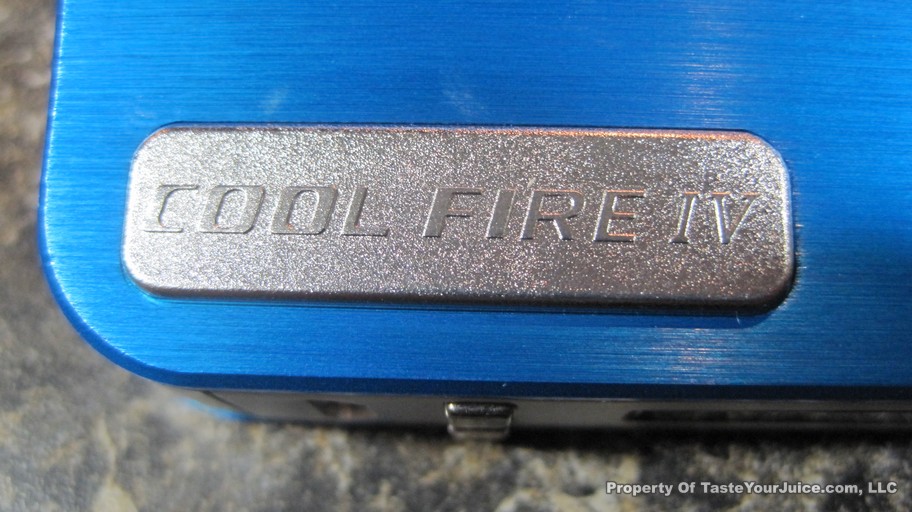 COOL FIRE IV
Property Of TasteYourJuice.com, LLC